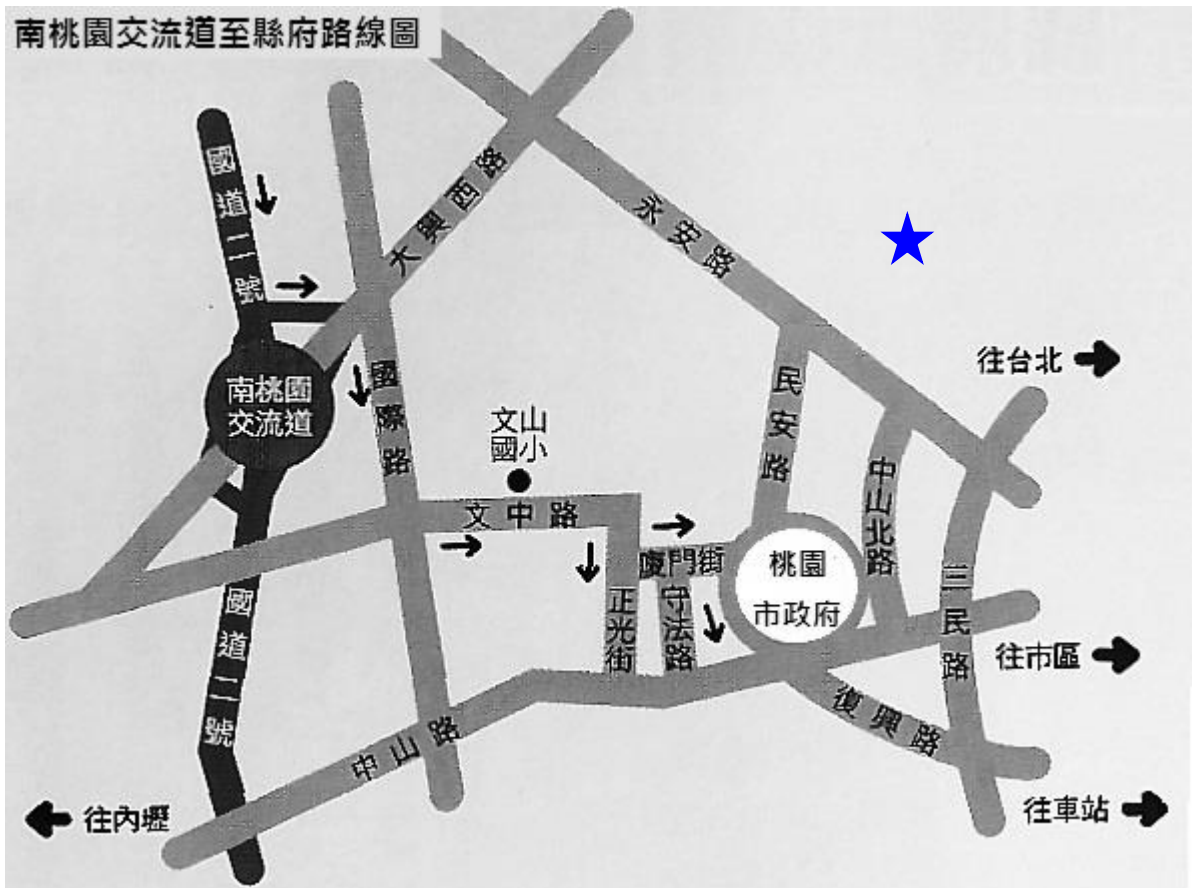 南桃園交流道至縣府路線圖
國道二號
大興西路
永安路
往台北
南桃園
交流道
國際路
文山
國小
民安路
中山北路
文中路
廈門街
桃園
市政府
三民路
正光街
守法路
國道二號
往市區
復興路
中山路
往內壢
往車站